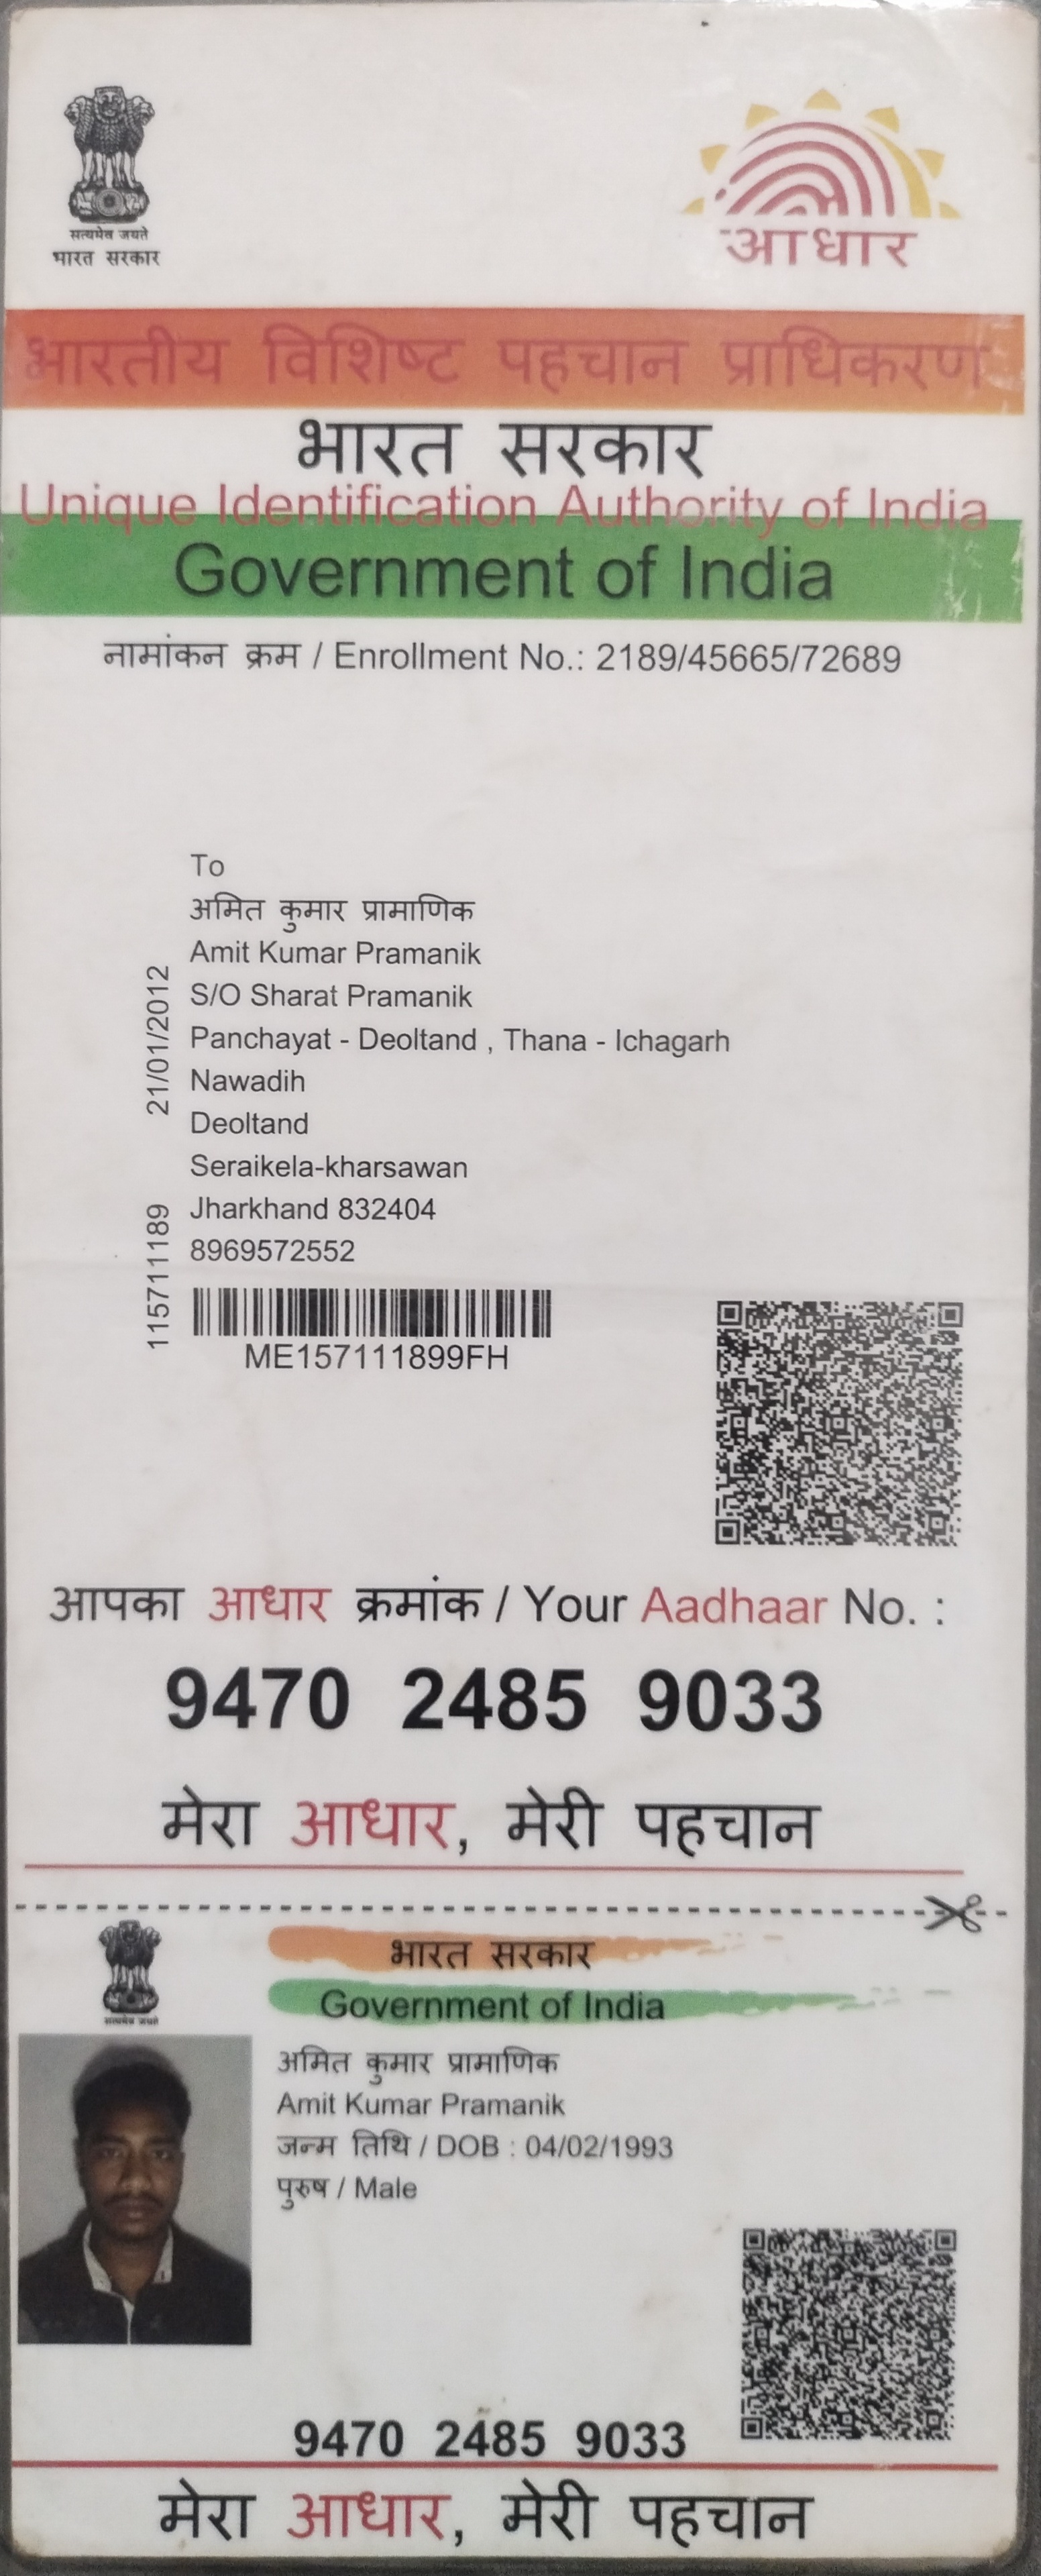 सत्यमेव जयते
भारत सरकार
आधार
भारतीय विशिष्ट पहचान प्राधिकरण
भारत सरकार
Unique Identification Authority of India
Government of India
नामांकन क्रम / Enrollment No.: 2189/45665/72689
To
अमित कुमार प्रामाणिक
Amit Kumar Pramanik
S/O Sharat Pramanik
Panchayat - Deoltand , Thana - Ichagarh
Nawadih
Deoltand
Seraikela-kharsawan
Jharkhand 832404
8969572552
21/01/2012
115711189
ME157111899FH
आपका आधार क्रमांक / Your Aadhaar No. :
9470 2485 9033
मेरा आधार, मेरी पहचान
सत्यमेव जयते
भारत सरकार
Government of India
अमित कुमार प्रामाणिक
Amit Kumar Pramanik
जन्म तिथि / DOB : 04/02/1993
पुरुष / Male
9470 2485 9033
मेरा आधार, मेरी पहचान